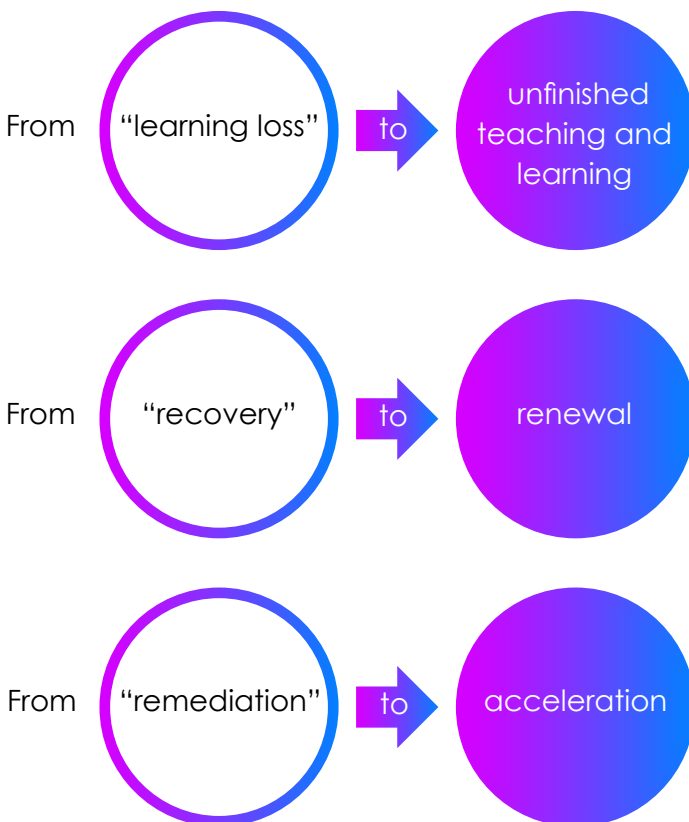 From “learning loss” to unfinished
teaching and
learning
From “recovery” to renewal
From “remediation” to acceleration